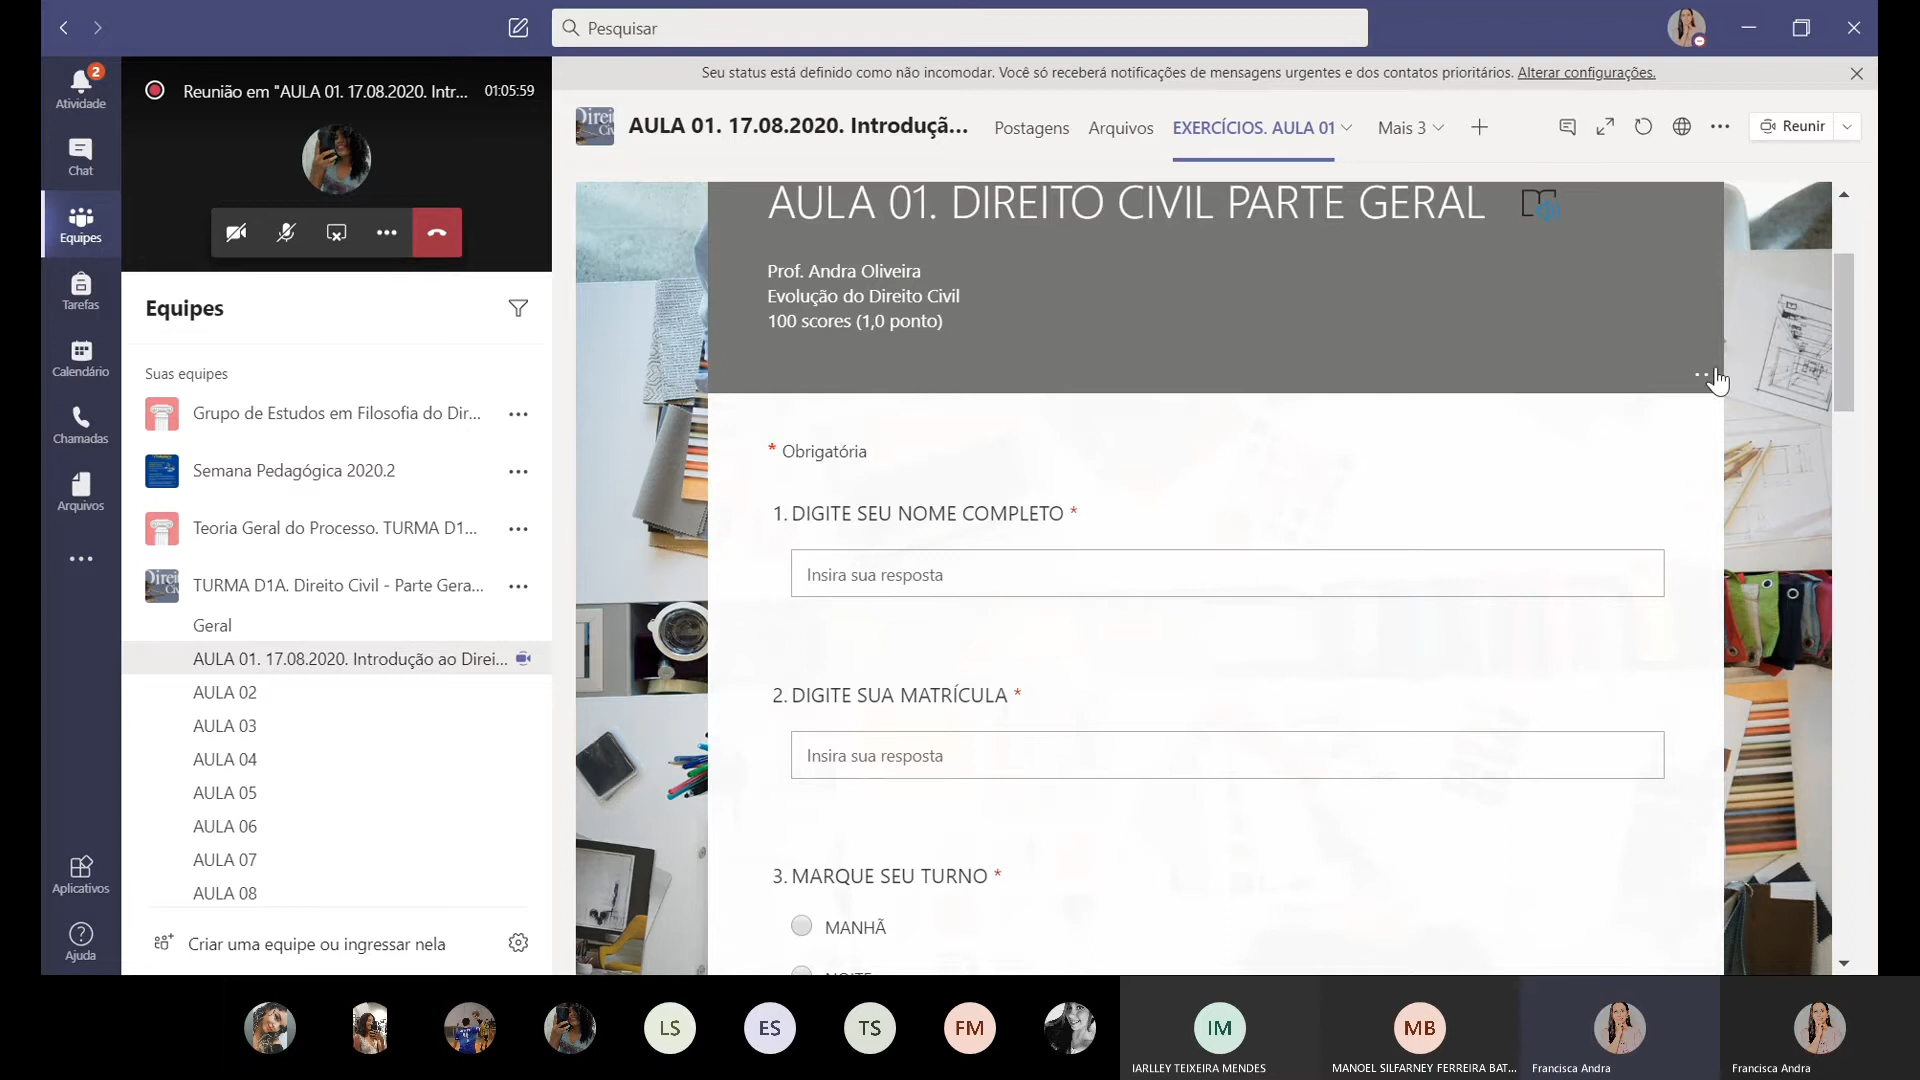 Pesquisar
Seu status está definido como não incomodar. Você só receberá notificações de mensagens urgentes e dos contatos prioritários. Alterar configurações.
2
Atividade
Chat
Equipes
Tarefas
Calendário
Chamadas
Arquivos
Aplicativos
Ajuda
Reunião em "AULA 01. 17.08.2020. Intr... 01:05:59
Equipes
Suas equipes
Grupo de Estudos em Filosofia do Dir...
Semana Pedagógica 2020.2
Teoria Geral do Processo. TURMA D1...
TURMA D1A. Direito Civil - Parte Gera...
Geral
AULA 01. 17.08.2020. Introdução ao Direi...
AULA 02
AULA 03
AULA 04
AULA 05
AULA 06
AULA 07
AULA 08
Criar uma equipe ou ingressar nela
AULA 01. 17.08.2020. Introduçã... Postagens Arquivos EXERCÍCIOS. AULA 01 Mais 3 Reunir
AULA 01. DIREITO CIVIL PARTE GERAL
Prof. Andra Oliveira
Evolução do Direito Civil
100 scores (1,0 ponto)
* Obrigatória
1. DIGITE SEU NOME COMPLETO *
Insira sua resposta
2. DIGITE SUA MATRÍCULA *
Insira sua resposta
3. MARQUE SEU TURNO *
MANHÃ
NOITE
LS ES TS FM IM MB
IARLLEY TEIXEIRA MENDES
MANOEL SILFARNEY FERREIRA BAT...
Francisca Andra
Francisca Andra